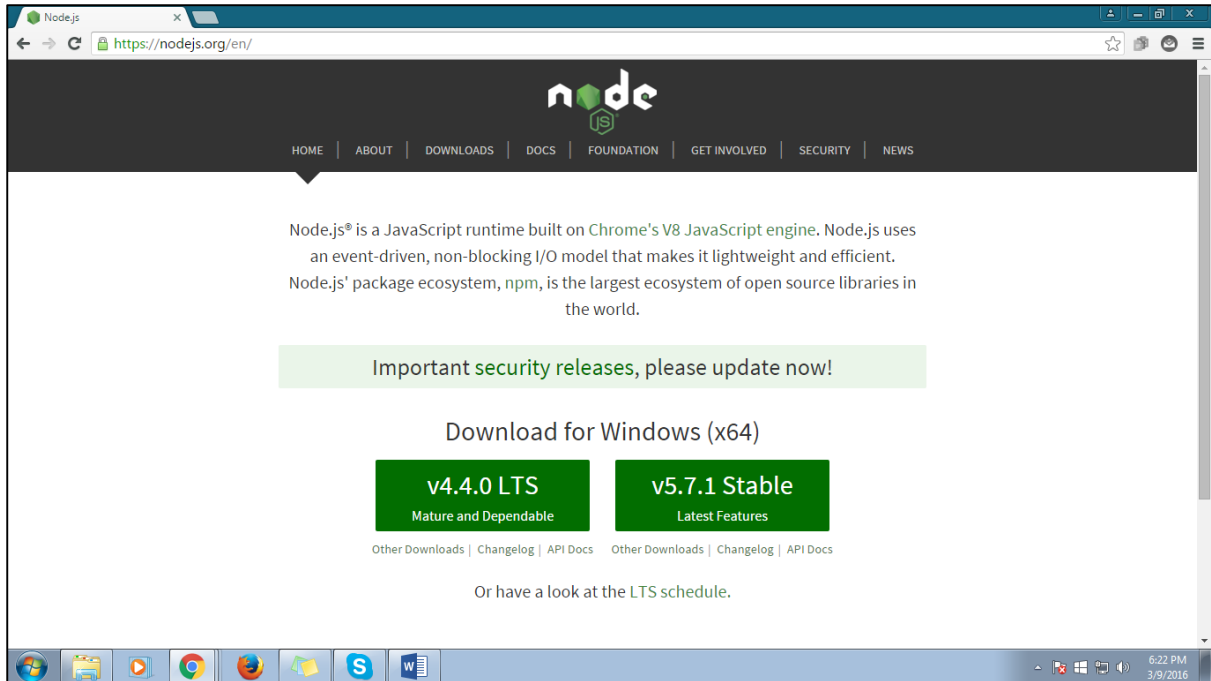 Node.js
https://nodejs.org/en/
node
JS
HOME | ABOUT | DOWNLOADS | DOCS | FOUNDATION | GET INVOLVED | SECURITY | NEWS
Node.js® is a JavaScript runtime built on Chrome's V8 JavaScript engine. Node.js uses
an event-driven, non-blocking I/O model that makes it lightweight and efficient.
Node.js' package ecosystem, npm, is the largest ecosystem of open source libraries in
the world.
Important security releases, please update now!
Download for Windows (x64)
v4.4.0 LTS
Mature and Dependable
v5.7.1 Stable
Latest Features
Other Downloads | Changelog | API Docs
Other Downloads | Changelog | API Docs
Or have a look at the LTS schedule.
6:22 PM
3/9/2016